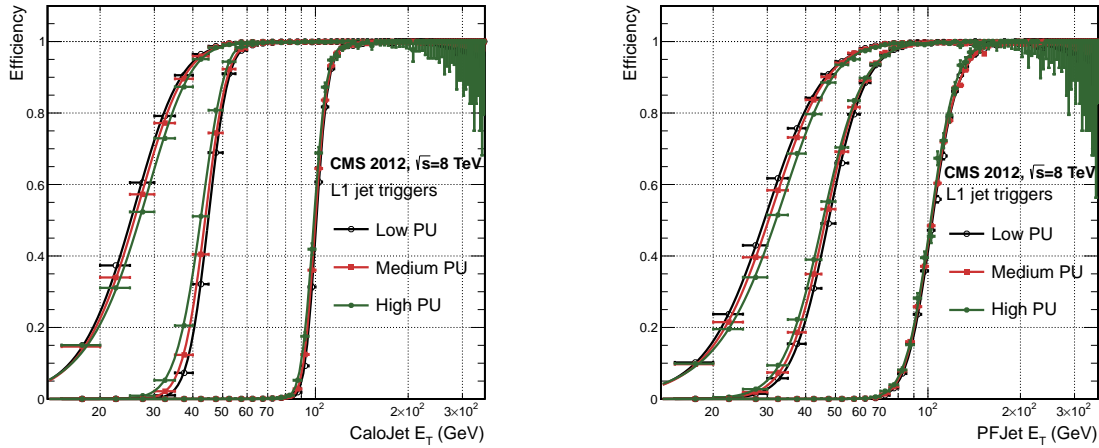 Efficiency
1
0.8
0.6
0.4
0.2
0
CMS 2012, √s=8 TeV
L1 jet triggers
Low PU
Medium PU
High PU
20 30 40 50 60 70 10² 2×10² 3×10²
CaloJet E_T (GeV)
Efficiency
1
0.8
0.6
0.4
0.2
0
CMS 2012, √s=8 TeV
L1 jet triggers
Low PU
Medium PU
High PU
20 30 40 50 60 70 10² 2×10² 3×10²
PFJet E_T (GeV)